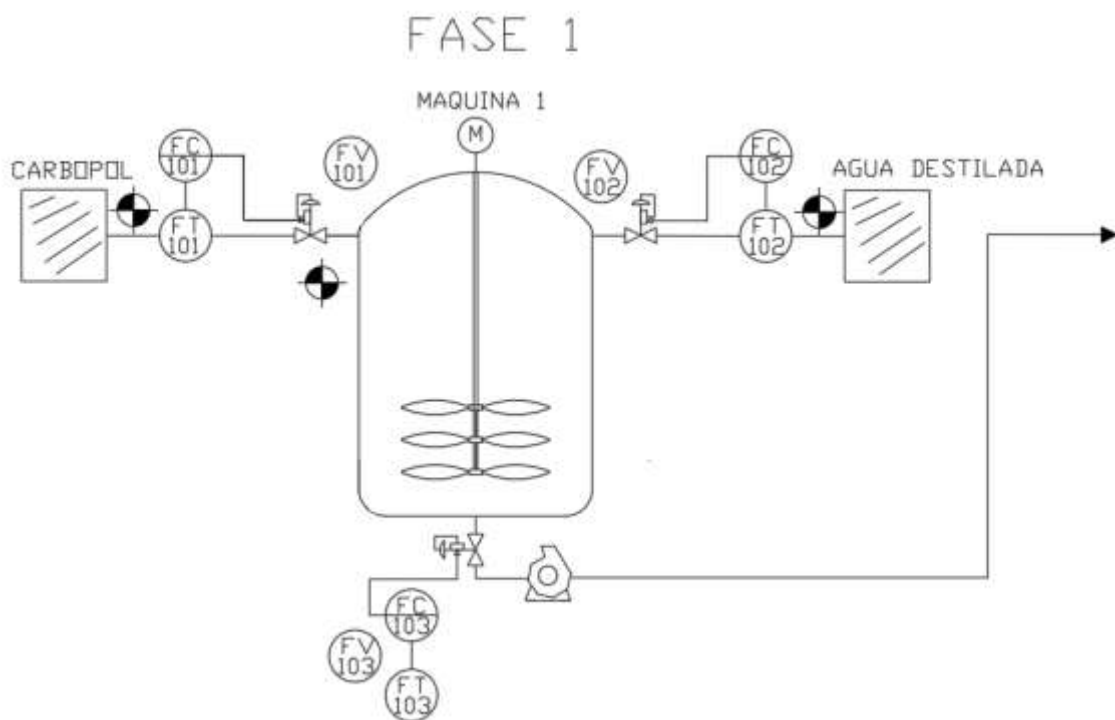 FASE 1
MAQUINA 1
M
CARBOPOL
FC
101
FV
101
FT
101
FV
102
FC
102
AGUA DESTILADA
FT
102
FC
103
FV
103
FT
103